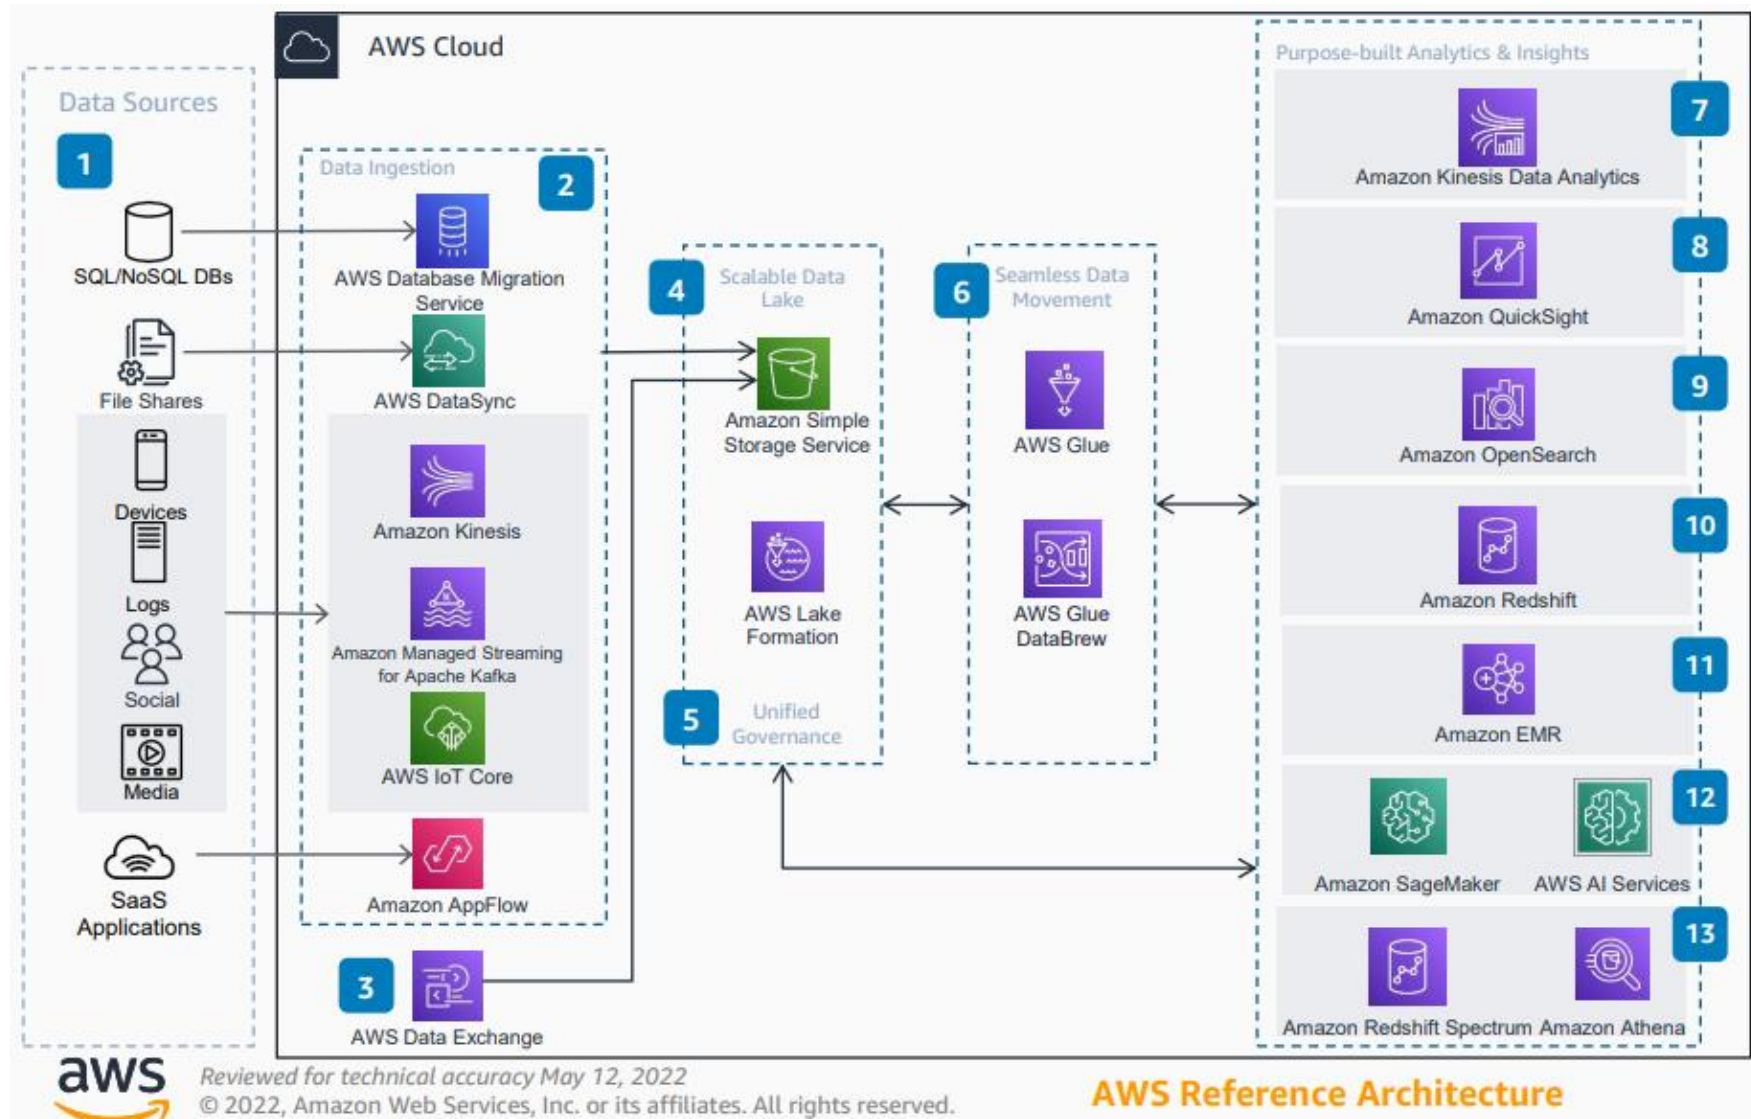 AWS Cloud
Data Sources
1
SQL/NoSQL DBs
File Shares
Devices
Logs
Social
Media
SaaS
Applications
Data Ingestion
2
AWS Database Migration
Service
AWS DataSync
Amazon Kinesis
Amazon Managed Streaming
for Apache Kafka
AWS IoT Core
Amazon AppFlow
3
AWS Data Exchange
4
Scalable Data
Lake
Amazon Simple
Storage Service
AWS Lake
Formation
5
Unified
Governance
6
Seamless Data
Movement
AWS Glue
AWS Glue
DataBrew
Purpose-built Analytics & Insights
7
Amazon Kinesis Data Analytics
8
Amazon QuickSight
9
Amazon OpenSearch
10
Amazon Redshift
11
Amazon EMR
12
Amazon SageMaker
AWS AI Services
13
Amazon Redshift Spectrum
Amazon Athena
aws
Reviewed for technical accuracy May 12, 2022
© 2022, Amazon Web Services, Inc. or its affiliates. All rights reserved.
AWS Reference Architecture